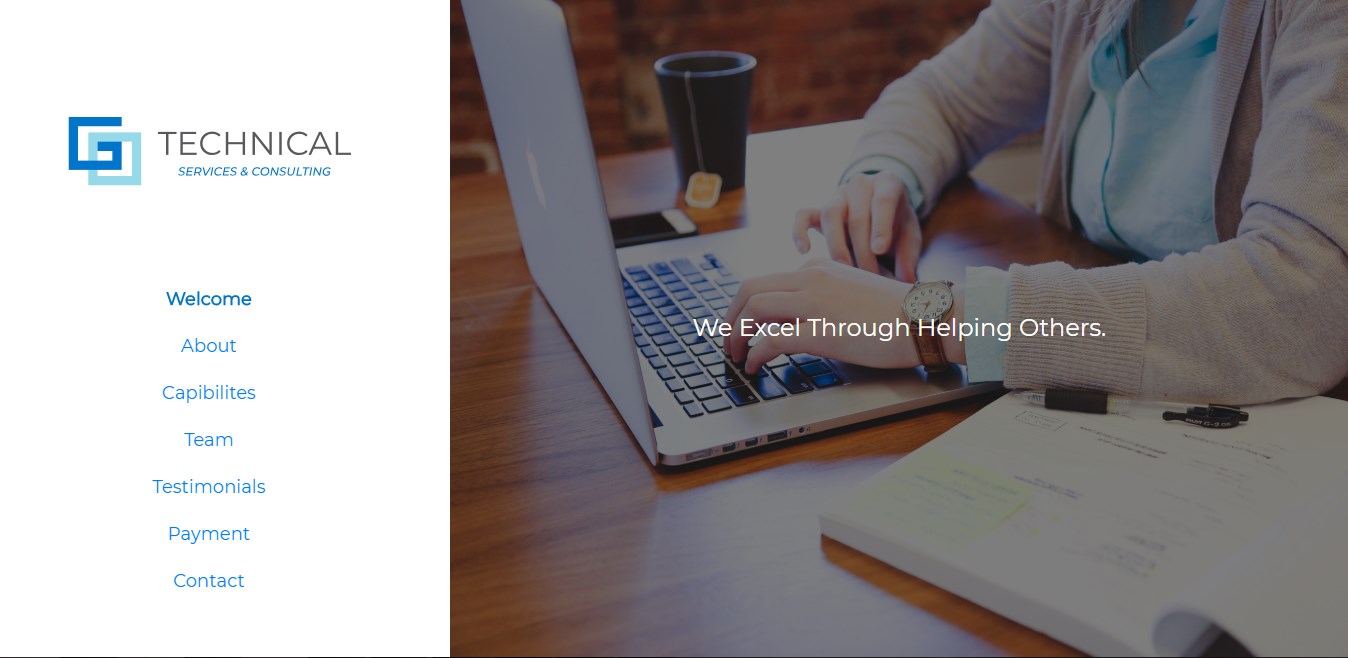 TECHNICAL
SERVICES & CONSULTING
Welcome
About
Capibilites
Team
Testimonials
Payment
Contact
We Excel Through Helping Others.